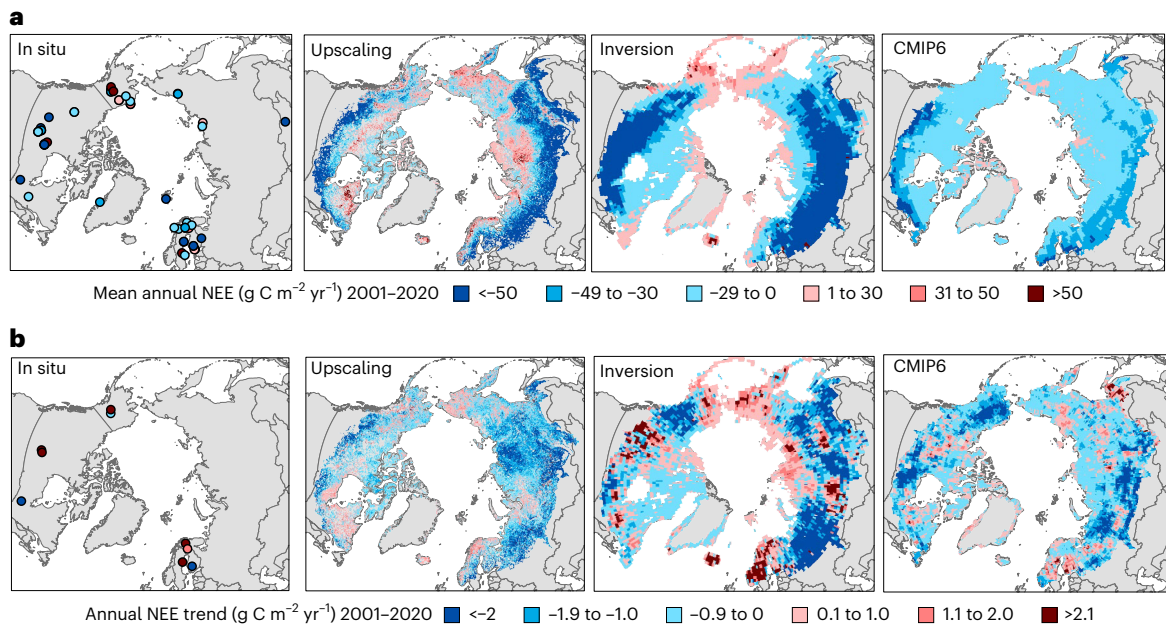 a
In situ
Upscaling
Inversion
CMIP6
Mean annual NEE (g C m⁻² yr⁻¹) 2001–2020 <−50 −49 to −30 −29 to 0 1 to 30 31 to 50 >50
b
In situ
Upscaling
Inversion
CMIP6
Annual NEE trend (g C m⁻² yr⁻¹) 2001–2020 <−2 −1.9 to −1.0 −0.9 to 0 0.1 to 1.0 1.1 to 2.0 >2.1